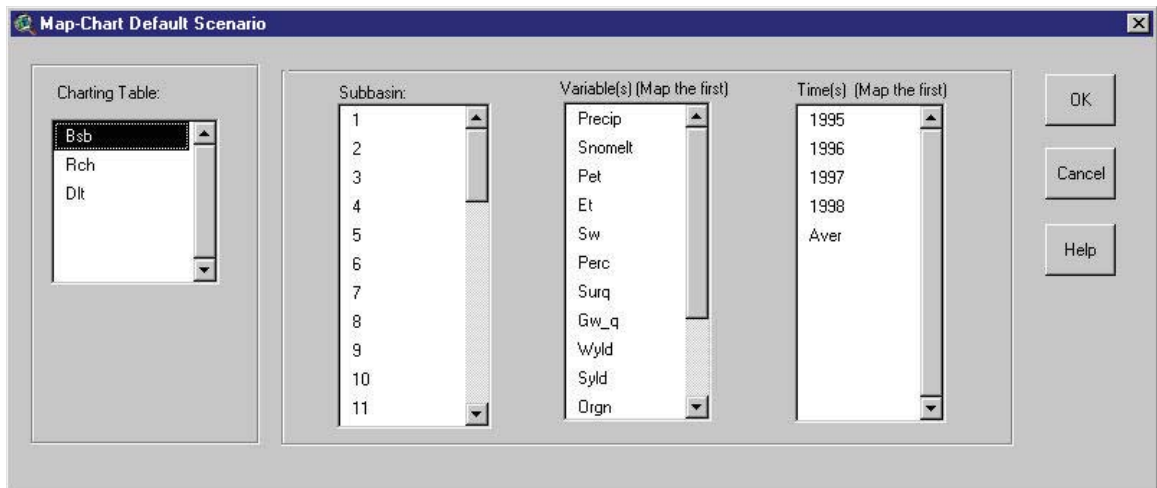 Map-Chart Default Scenario
Charting Table:
Bsb
Rch
Dlt
Subbasin:
1
2
3
4
5
6
7
8
9
10
11
Variable(s) (Map the first)
Precip
Snomelt
Pet
Et
Sw
Perc
Surq
Gw_q
Wyld
Syld
Orgn
Time(s) (Map the first)
1995
1996
1997
1998
Aver
OK
Cancel
Help